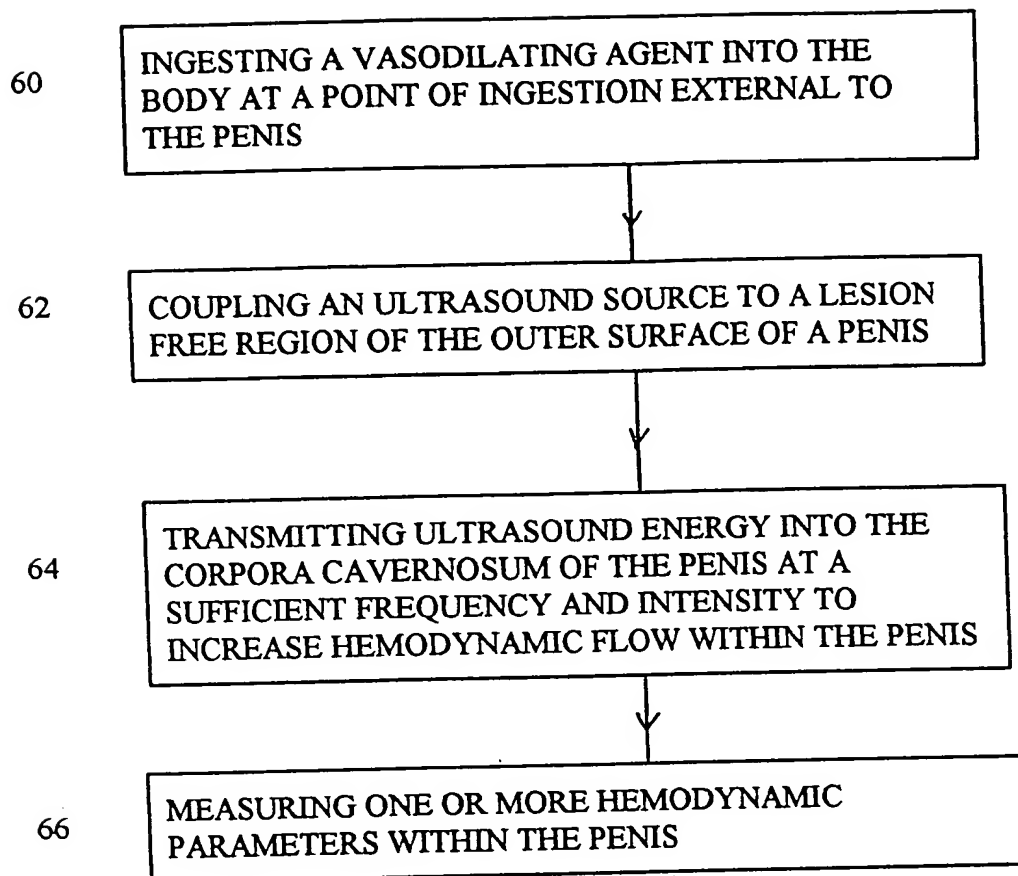 60
INGESTING A VASODILATING AGENT INTO THE
BODY AT A POINT OF INGESTIOIN EXTERNAL TO
THE PENIS
62
COUPLING AN ULTRASOUND SOURCE TO A LESION
FREE REGION OF THE OUTER SURFACE OF A PENIS
64
TRANSMITTING ULTRASOUND ENERGY INTO THE
CORPORA CAVERNOSUM OF THE PENIS AT A
SUFFICIENT FREQUENCY AND INTENSITY TO
INCREASE HEMODYNAMIC FLOW WITHIN THE PENIS
66
MEASURING ONE OR MORE HEMODYNAMIC
PARAMETERS WITHIN THE PENIS